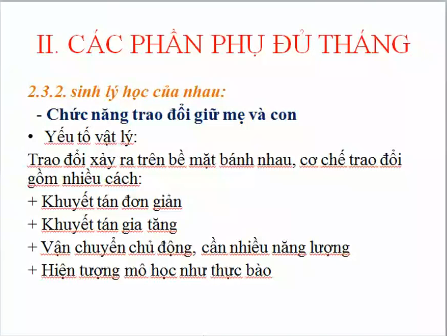 II. CÁC PHẦN PHỤ ĐỦ THÁNG
2.3.2. sinh lý học của nhau:
- Chức năng trao đổi giữ mẹ và con
• Yếu tố vật lý:
Trao đổi xảy ra trên bề mặt bánh nhau, cơ chế trao đổi
gồm nhiều cách:
+ Khuyết tán đơn giản
+ Khuyết tán gia tăng
+ Vận chuyển chủ động, cần nhiều năng lượng
+ Hiện tượng mô học như thực bào